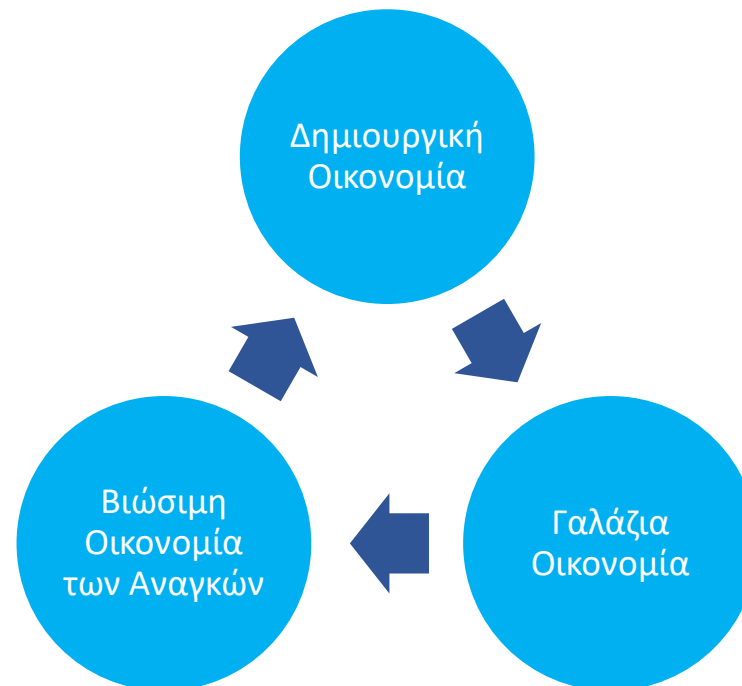 Δημιουργική
Οικονομία
Βιώσιμη
Οικονομία
των Αναγκών
Γαλάζια
Οικονομία